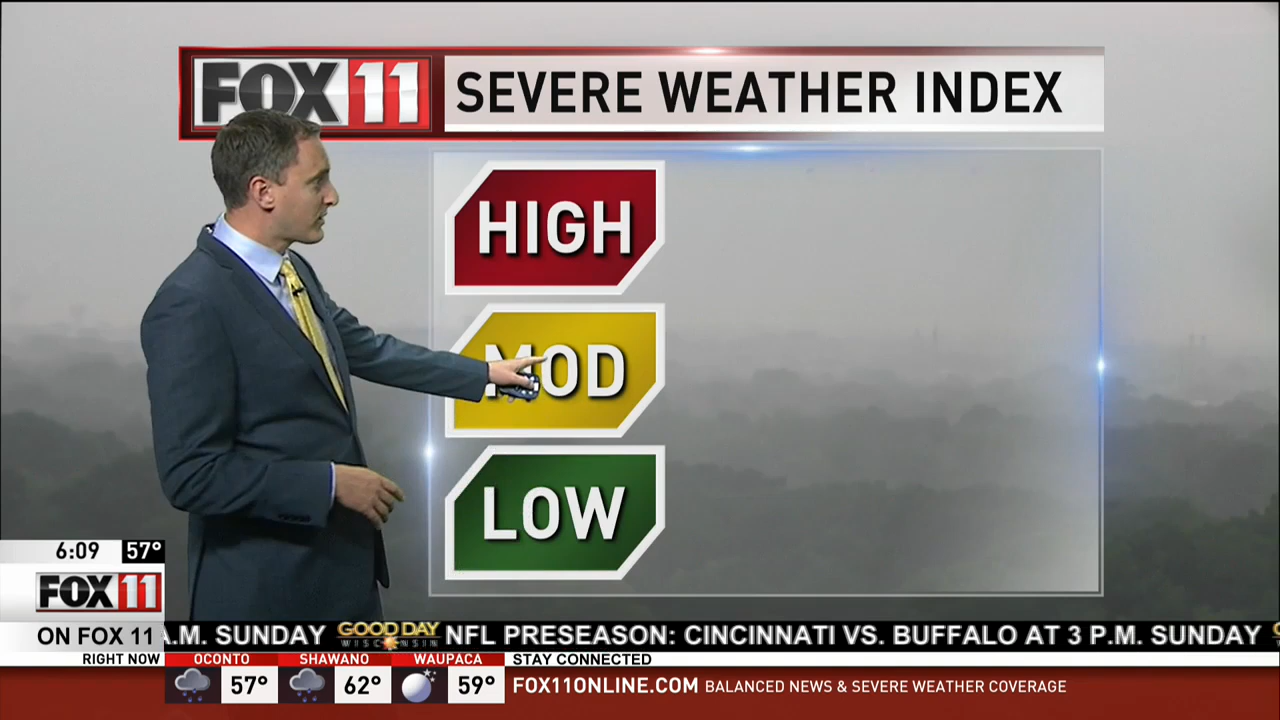 FOX 11
SEVERE WEATHER INDEX
HIGH
MOD
LOW
6:09 57°
FOX 11
ON FOX 11
A.M. SUNDAY GOOD DAY WISCONSIN NFL PRESEASON: CINCINNATI VS. BUFFALO AT 3 P.M. SUNDAY
RIGHT NOW OCONTO SHAWANO WAUPACA STAY CONNECTED
57° 62° 59° FOX11ONLINE.COM BALANCED NEWS & SEVERE WEATHER COVERAGE